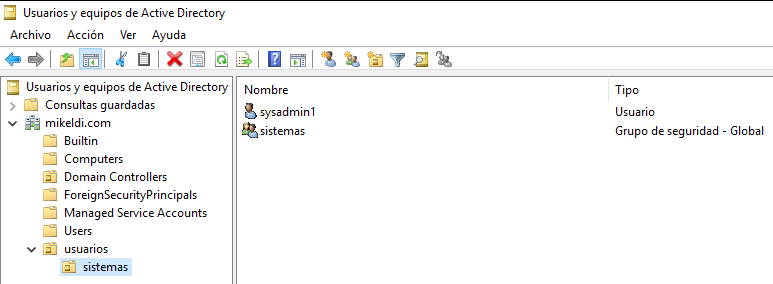 Usuarios y equipos de Active Directory
Archivo Acción Ver Ayuda
Usuarios y equipos de Active Directory
Consultas guardadas
mikeldi.com
Builtin
Computers
Domain Controllers
ForeignSecurityPrincipals
Managed Service Accounts
Users
usuarios
sistemas
Nombre Tipo
sysadmin1 Usuario
sistemas Grupo de seguridad - Global